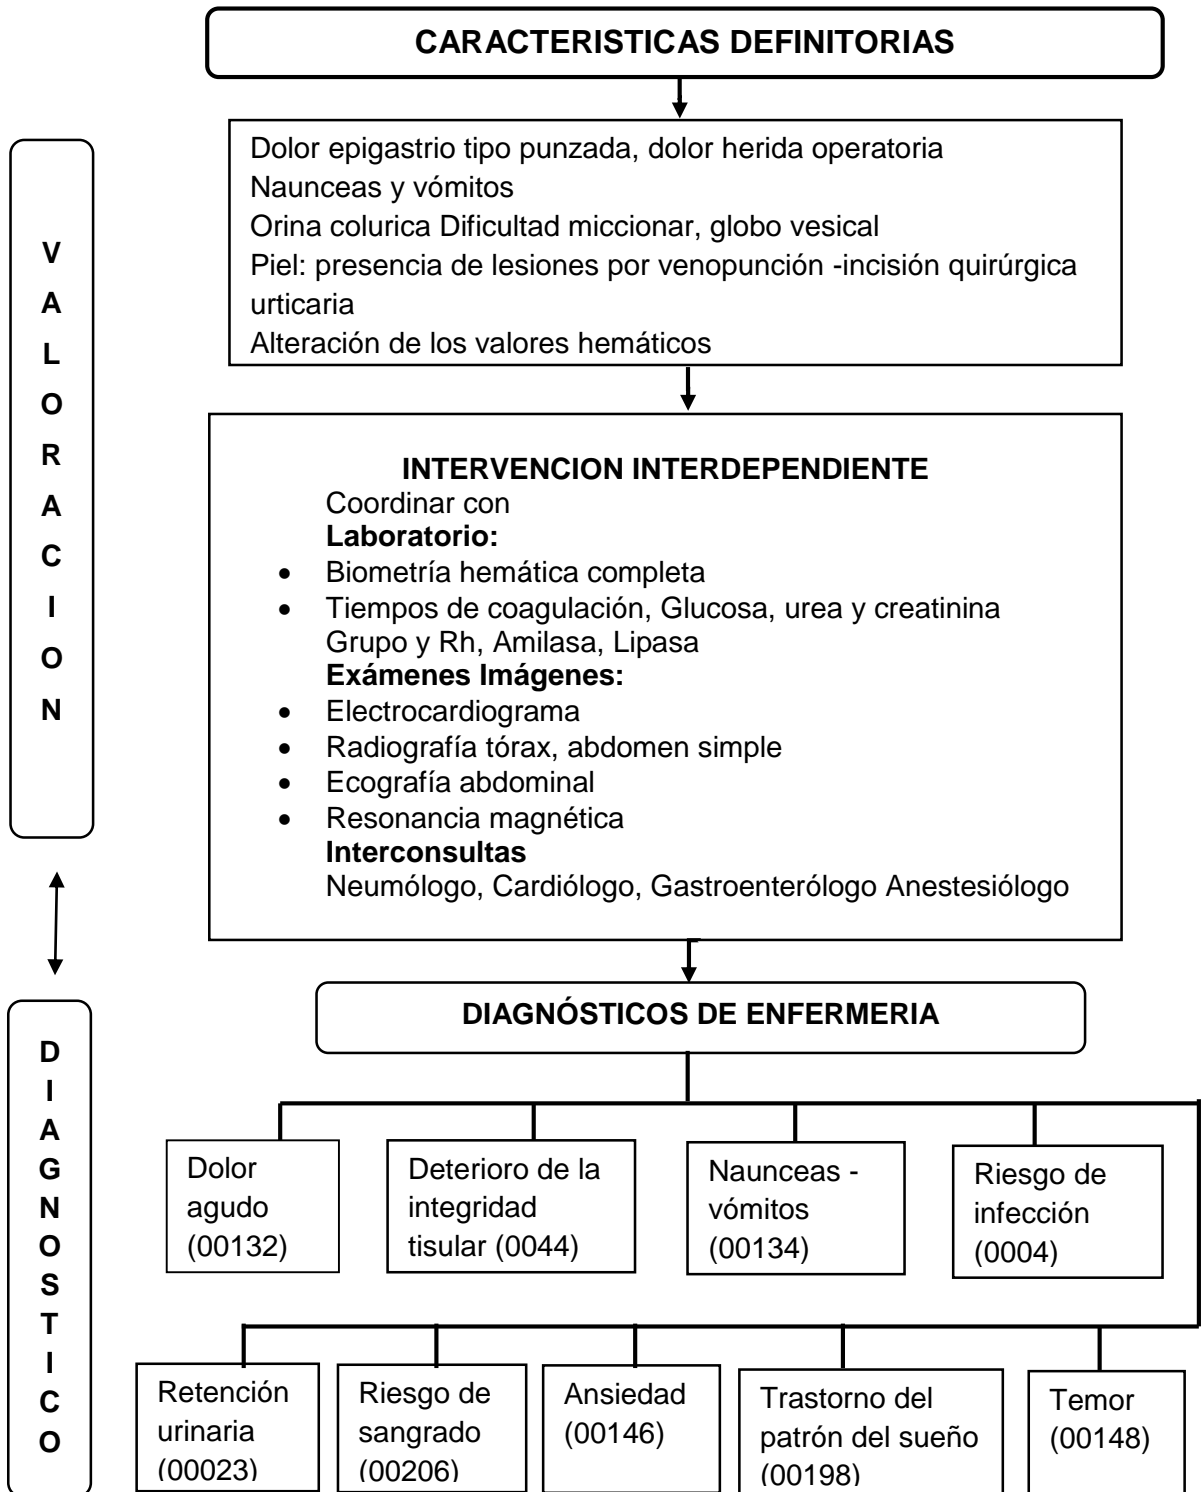 CARACTERISTICAS DEFINITORIAS
VALORACION
Dolor epigastrio tipo punzada, dolor herida operatoria
Naunceas y vómitos
Orina colurica Dificultad miccionar, globo vesical
Piel: presencia de lesiones por venopunción -incisión quirúrgica
urticaria
Alteración de los valores hemáticos
INTERVENCION INTERDEPENDIENTE
Coordinar con
Laboratorio:
• Biometría hemática completa
• Tiempos de coagulación, Glucosa, urea y creatinina
Grupo y Rh, Amilasa, Lipasa
Exámenes Imágenes:
• Electrocardiograma
• Radiografía tórax, abdomen simple
• Ecografía abdominal
• Resonancia magnética
Interconsultas
Neumólogo, Cardiólogo, Gastroenterólogo Anestesiólogo
DIAGNOSTICO
DIAGNÓSTICOS DE ENFERMERIA
Dolor
agudo
(00132)
Deterioro de la
integridad
tisular (0044)
Naunceas -
vómitos
(00134)
Riesgo de
infección
(0004)
Retención
urinaria
(00023)
Riesgo de
sangrado
(00206)
Ansiedad
(00146)
Trastorno del
patrón del sueño
(00198)
Temor
(00148)